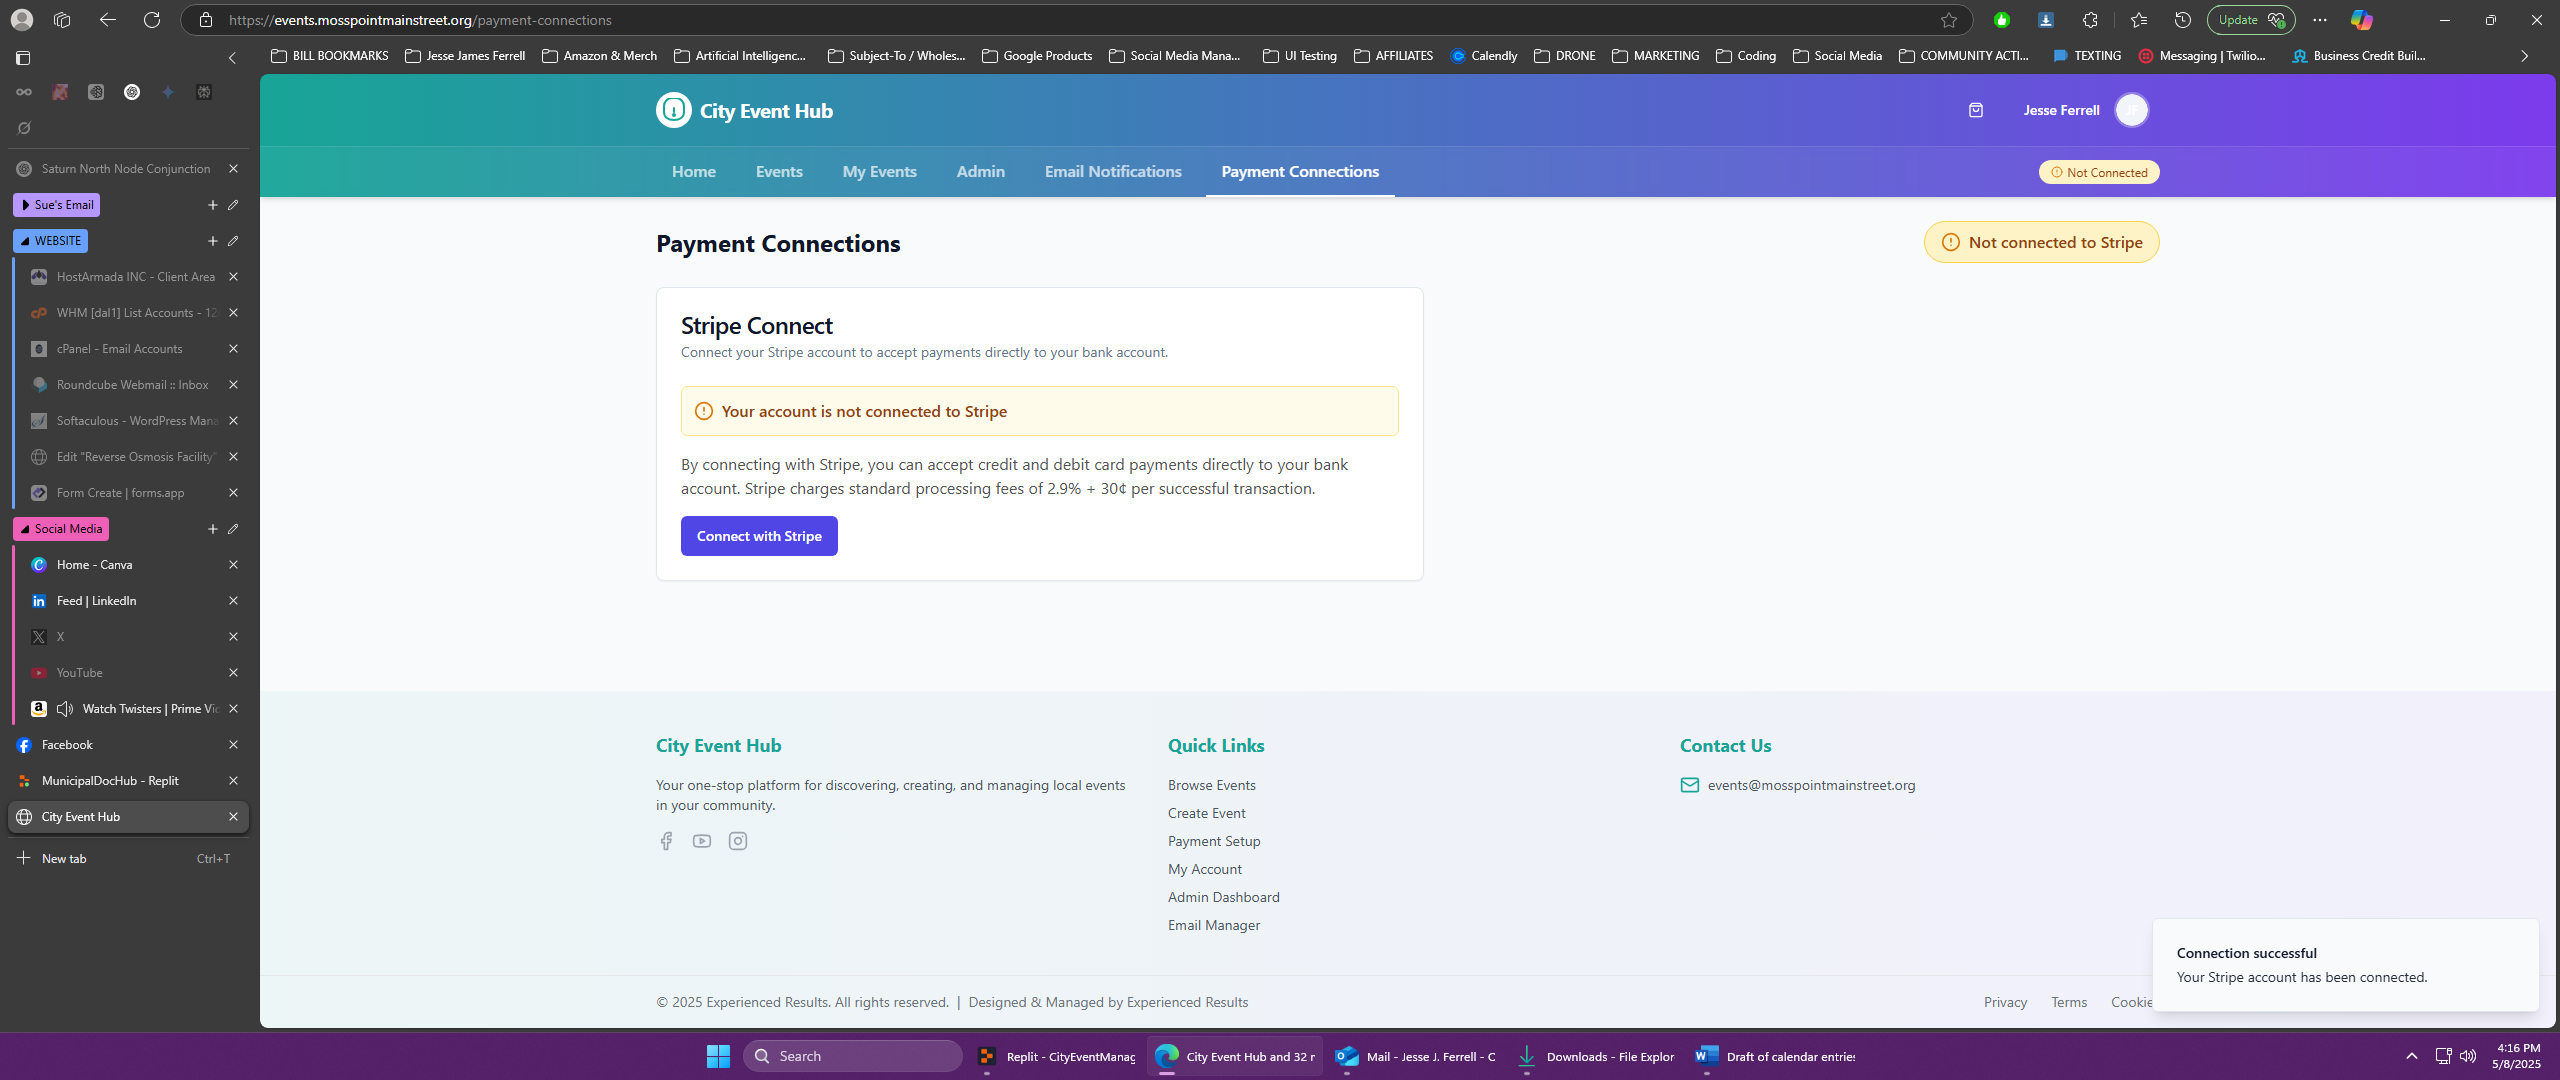 https://events.mosspointmainstreet.org/payment-connections
Update
BILL BOOKMARKS
Jesse James Ferrell
Amazon & Merch
Artificial Intelligenc...
Subject-To / Wholes...
Google Products
Social Media Mana...
UI Testing
AFFILIATES
Calendly
DRONE
MARKETING
Coding
Social Media
COMMUNITY ACTI...
TEXTING
Messaging | Twilio...
Business Credit Buil...
Saturn North Node Conjunction
Sue's Email
WEBSITE
HostArmada INC - Client Area
WHM [dal1] List Accounts - 12
cPanel - Email Accounts
Roundcube Webmail :: Inbox
Softaculous - WordPress Mana
Edit "Reverse Osmosis Facility"
Form Create | forms.app
Social Media
Home - Canva
Feed | LinkedIn
X
YouTube
Watch Twisters | Prime Vid
Facebook
MunicipalDocHub - Replit
City Event Hub
New tab Ctrl+T
City Event Hub
Jesse Ferrell
JF
Home
Events
My Events
Admin
Email Notifications
Payment Connections
Not Connected
Payment Connections
Not connected to Stripe
Stripe Connect
Connect your Stripe account to accept payments directly to your bank account.
Your account is not connected to Stripe
By connecting with Stripe, you can accept credit and debit card payments directly to your bank
account. Stripe charges standard processing fees of 2.9% + 30¢ per successful transaction.
Connect with Stripe
City Event Hub
Your one-stop platform for discovering, creating, and managing local events
in your community.
Quick Links
Browse Events
Create Event
Payment Setup
My Account
Admin Dashboard
Email Manager
Contact Us
events@mosspointmainstreet.org
© 2025 Experienced Results. All rights reserved. | Designed & Managed by Experienced Results
Privacy
Terms
Cookie
Connection successful
Your Stripe account has been connected.
Search
Replit - CityEventManag
City Event Hub and 32 r
Mail - Jesse J. Ferrell - O
Downloads - File Explor
Draft of calendar entries
4:16 PM
5/8/2025